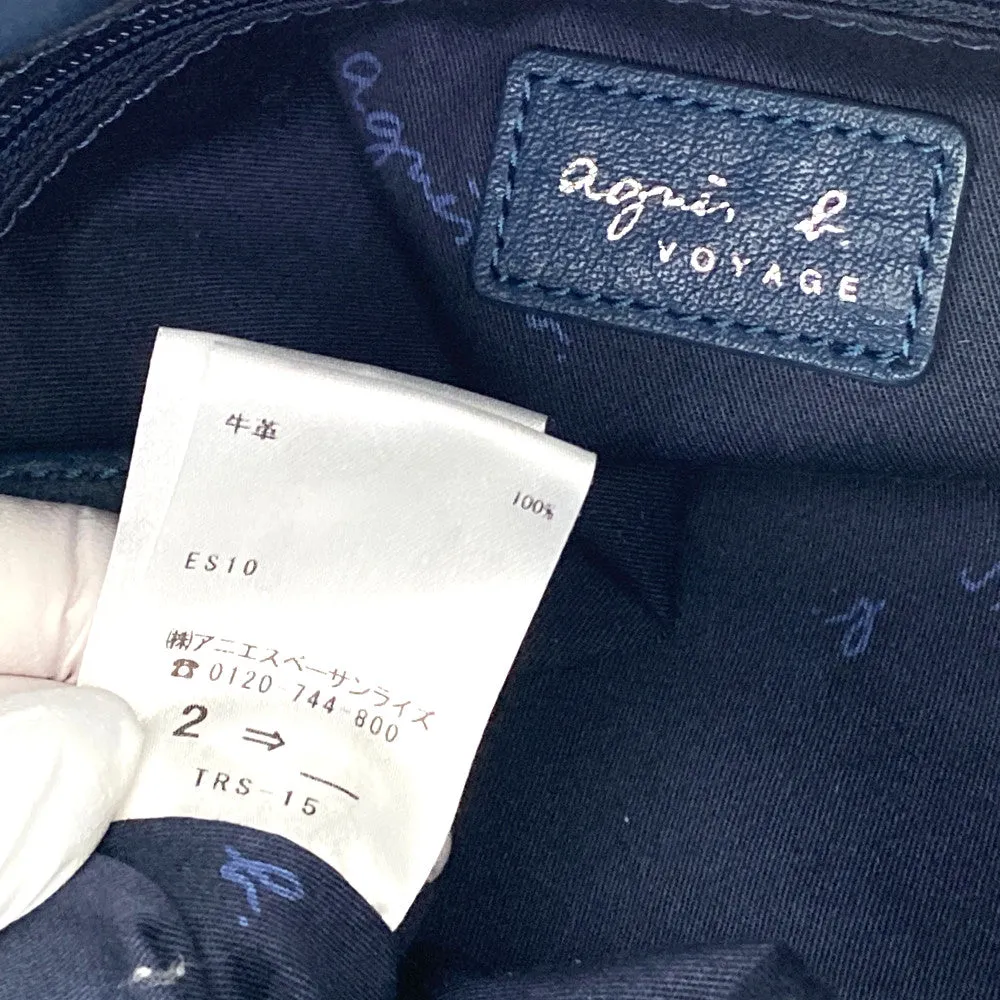 agnès b.
VOYAGE
agnès
b.
牛革
100%
ES10
㈱アニエスベーサンライズ
☎0120-744-800
2 ⇒
TRS-15